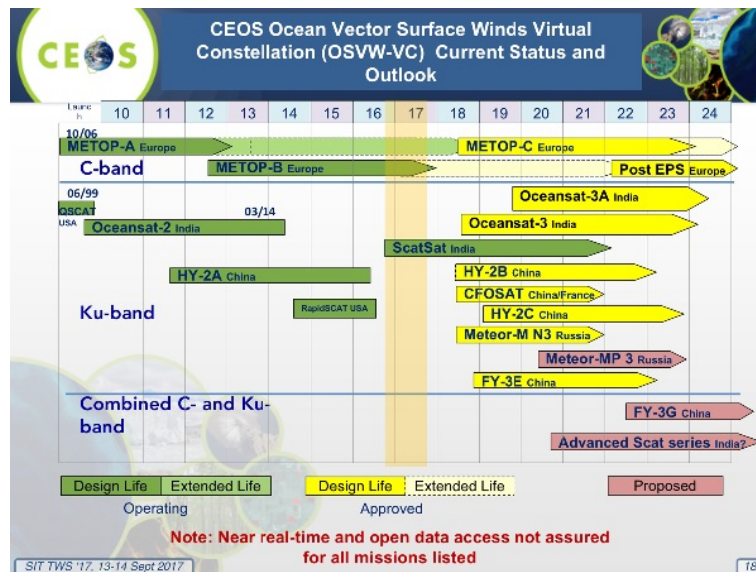 CEOS
CEOS Ocean Vector Surface Winds Virtual
Constellation (OSVW-VC) Current Status and
Outlook
Launc
h
10 11 12 13 14 15 16 17 18 19 20 21 22 23 24
10/06
METOP-A Europe
METOP-C Europe
C-band
METOP-B Europe
Post EPS Europe
06/99
QSCAT
USA
Oceansat-2 India
03/14
Oceansat-3A India
Oceansat-3 India
ScatSat India
HY-2A China
HY-2B China
RapidSCAT USA
CFOSAT China/France
Ku-band
HY-2C China
Meteor-M N3 Russia
Meteor-MP 3 Russia
FY-3E China
Combined C- and Ku-
band
FY-3G China
Advanced Scat series India?
Design Life Extended Life
Operating
Design Life Extended Life
Approved
Proposed
Note: Near real-time and open data access not assured
for all missions listed
SIT TWS '17, 13-14 Sept 2017